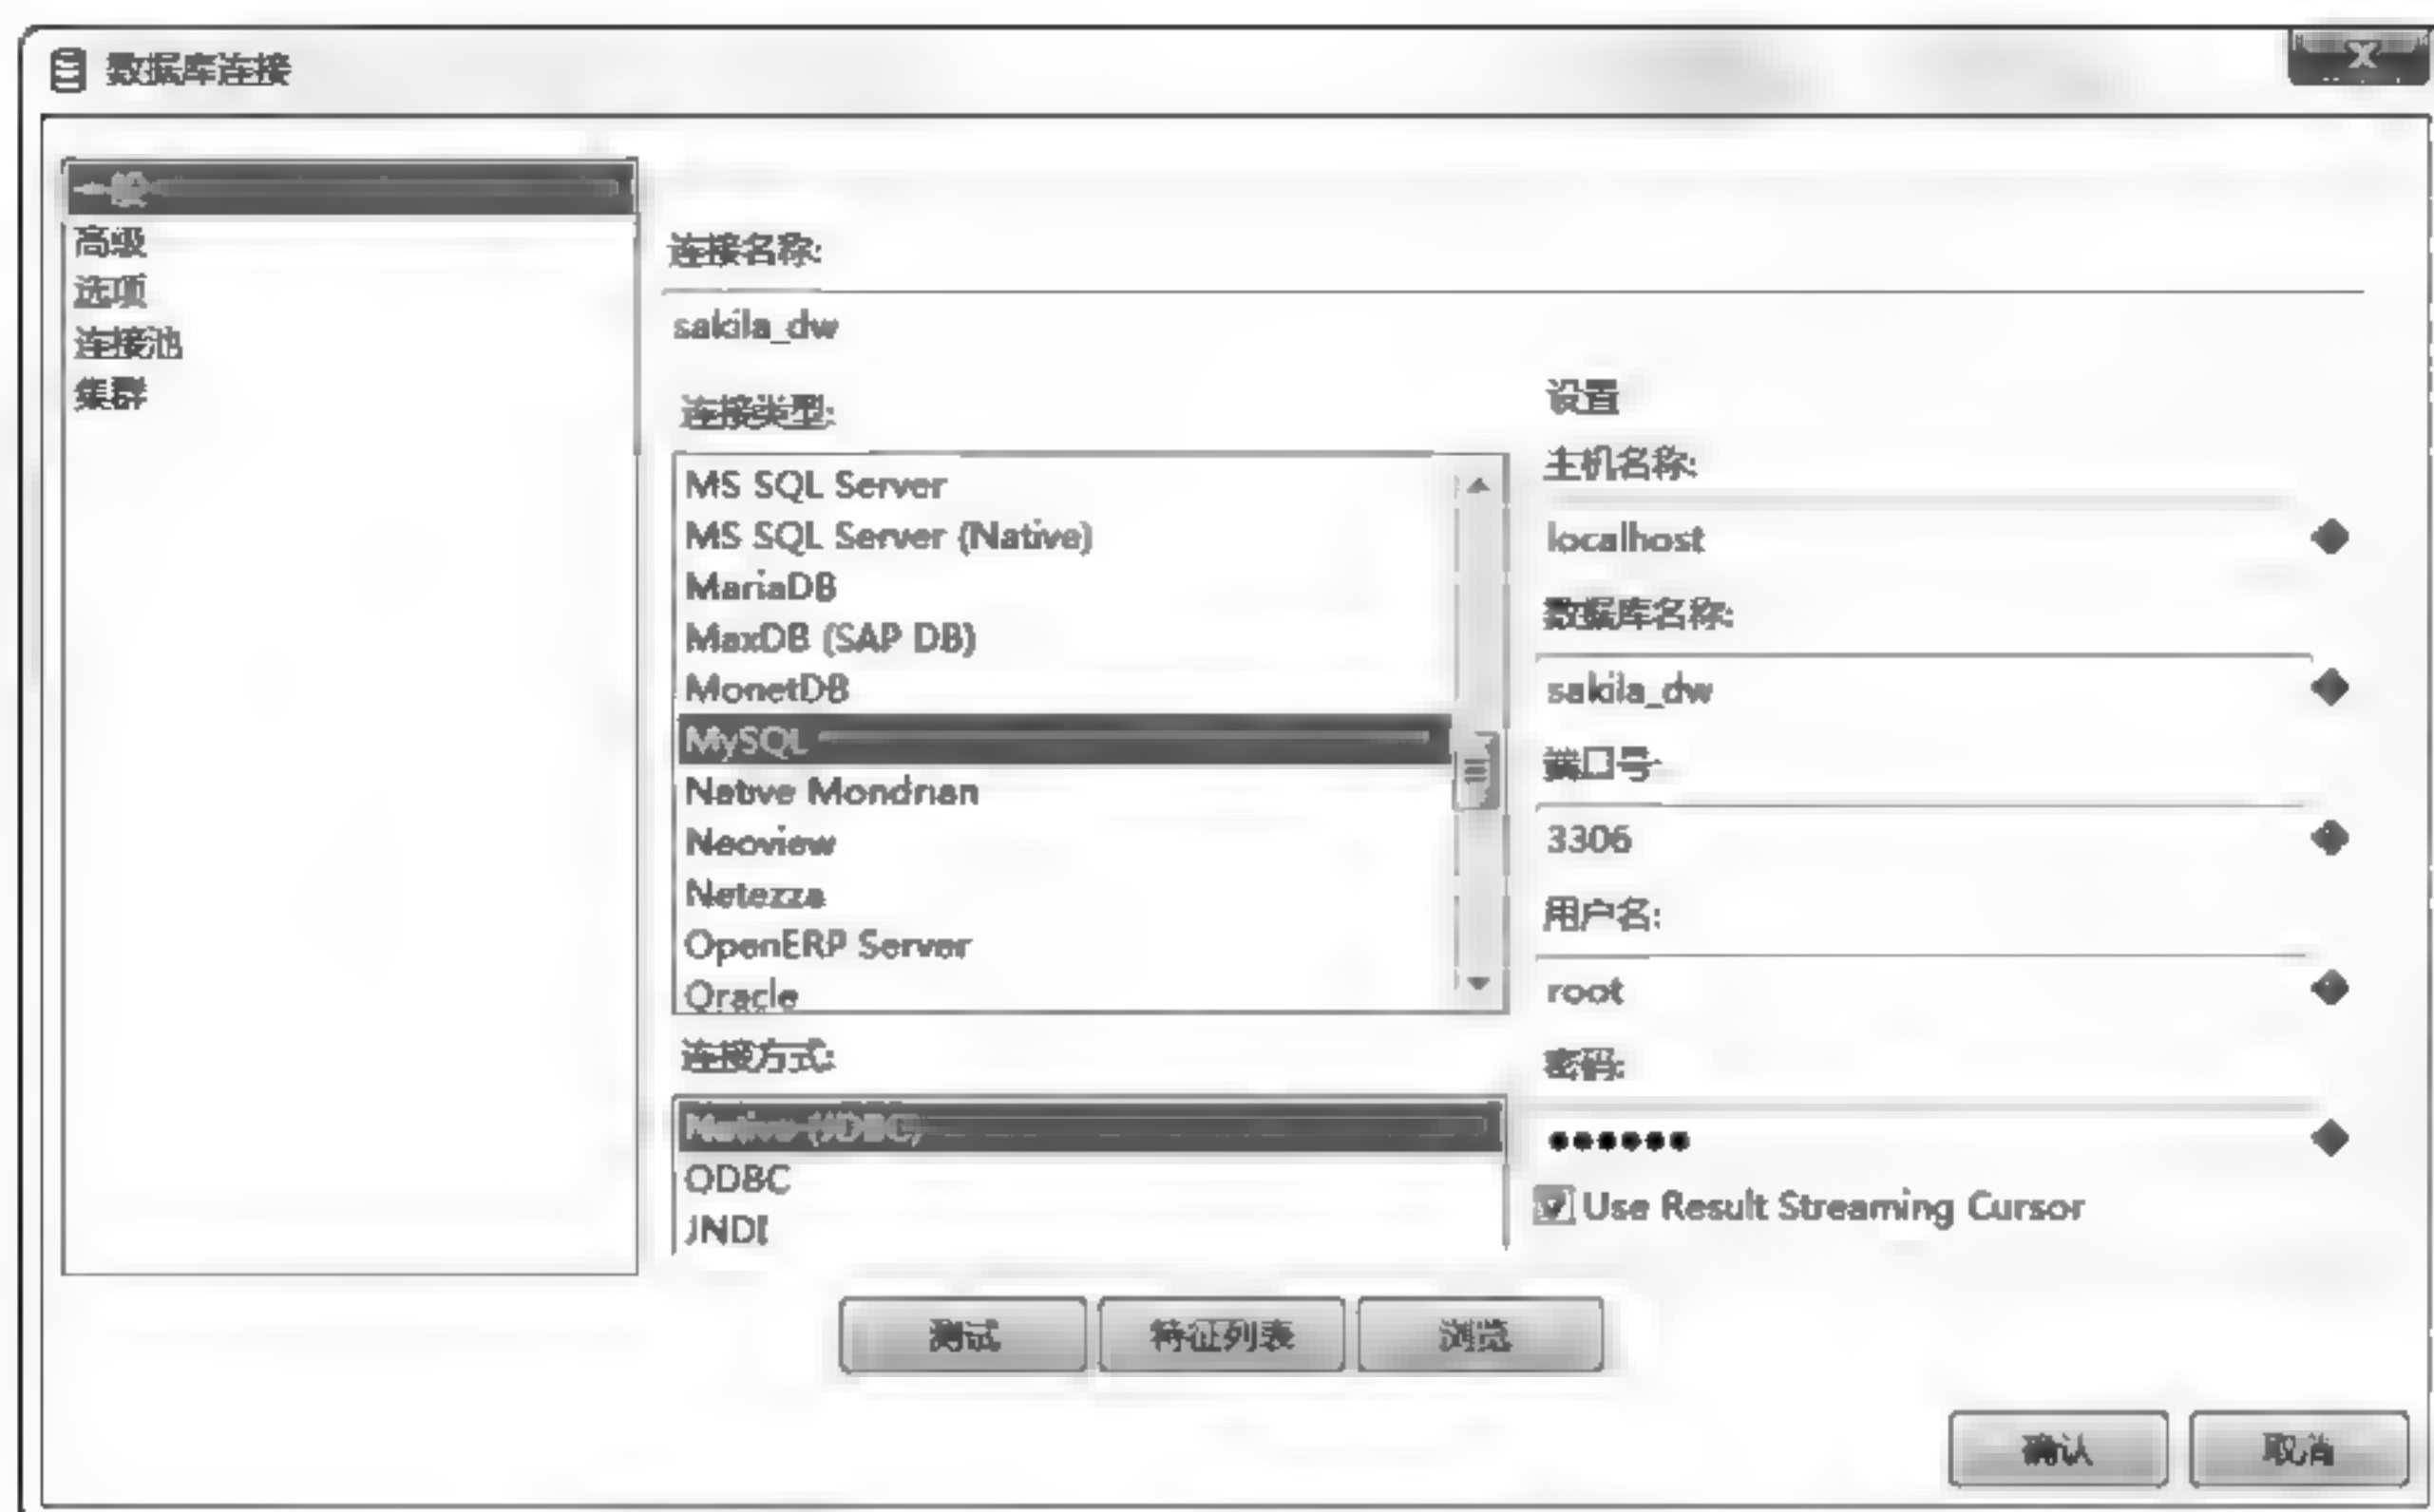 数据库连接
一般
高级
选项
连接池
集群
连接名称:
sakila_dw
连接类型:
MS SQL Server
MS SQL Server (Native)
MariaDB
MaxDB (SAP DB)
MonetDB
MySQL
Native Mondrian
Neoview
Netezza
OpenERP Server
Oracle
连接方式:
Native (JDBC)
ODBC
JNDI
设置
主机名称:
localhost
数据库名称:
sakila_dw
端口号:
3306
用户名:
root
密码:
●●●●●●
Use Result Streaming Cursor
测试
特征列表
浏览
确认
取消